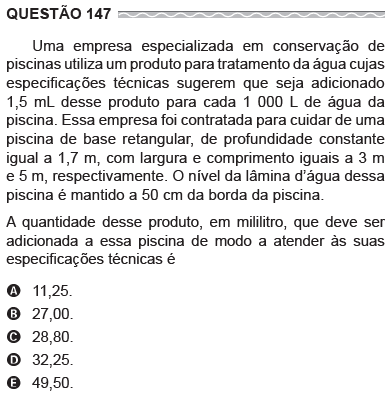 QUESTÃO 147
Uma empresa especializada em conservação de
piscinas utiliza um produto para tratamento da água cujas
especificações técnicas sugerem que seja adicionado
1,5 mL desse produto para cada 1 000 L de água da
piscina. Essa empresa foi contratada para cuidar de uma
piscina de base retangular, de profundidade constante
igual a 1,7 m, com largura e comprimento iguais a 3 m
e 5 m, respectivamente. O nível da lâmina d'água dessa
piscina é mantido a 50 cm da borda da piscina.
A quantidade desse produto, em mililitro, que deve ser
adicionada a essa piscina de modo a atender às suas
especificações técnicas é
A 11,25.
B 27,00.
C 28,80.
D 32,25.
E 49,50.